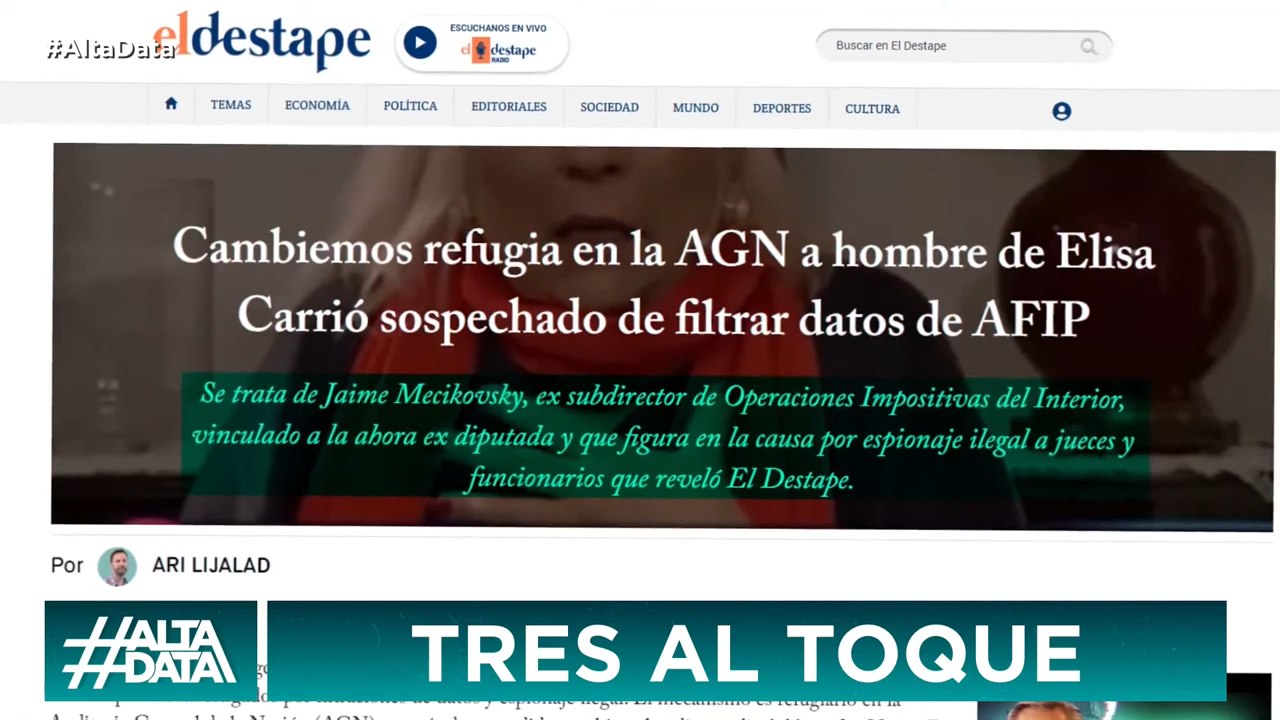 #AltaData
eldestape
ESCUCHANOS EN VIVO
el destape
RADIO
Buscar en El Destape
TEMAS
ECONOMÍA
POLÍTICA
EDITORIALES
SOCIEDAD
MUNDO
DEPORTES
CULTURA
Cambiemos refugia en la AGN a hombre de Elisa
Carrió sospechado de filtrar datos de AFIP
Se trata de Jaime Mecikovsky, ex subdirector de Operaciones Impositivas del Interior,
vinculado a la ahora ex diputada y que figura en la causa por espionaje ilegal a jueces y
funcionarios que reveló El Destape.
Por ARI LIJALAD
#ALTA
DATA
TRES AL TOQUE